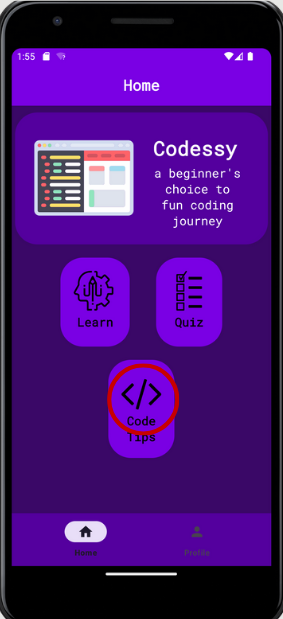 1:55
Home
Codessy
a beginner's
choice to
fun coding
journey
Learn
Quiz
</>
Code
Tips
Home
Profile